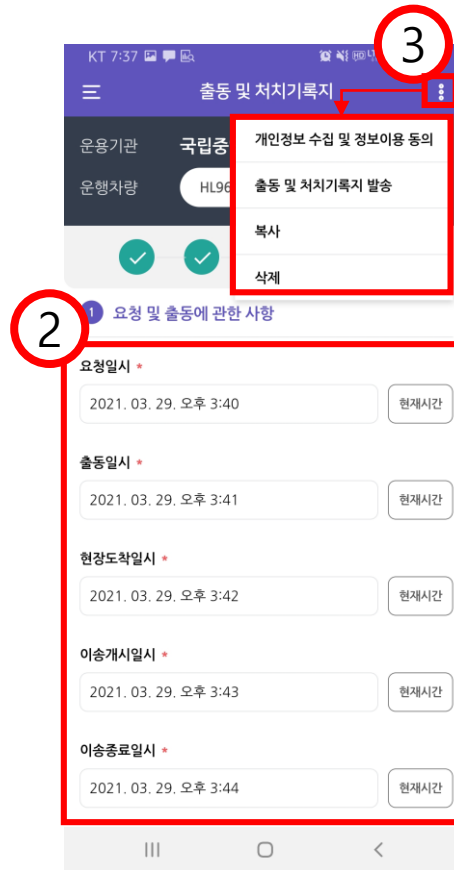 3
KT 7:37
출동 및 처치기록지
운용기관 국립중
운행차량 HL96
개인정보 수집 및 정보이용 동의
출동 및 처치기록지 발송
복사
삭제
2
1 요청 및 출동에 관한 사항
요청일시 *
2021. 03. 29. 오후 3:40 현재시간
출동일시 *
2021. 03. 29. 오후 3:41 현재시간
현장도착일시 *
2021. 03. 29. 오후 3:42 현재시간
이송개시일시 *
2021. 03. 29. 오후 3:43 현재시간
이송종료일시 *
2021. 03. 29. 오후 3:44 현재시간